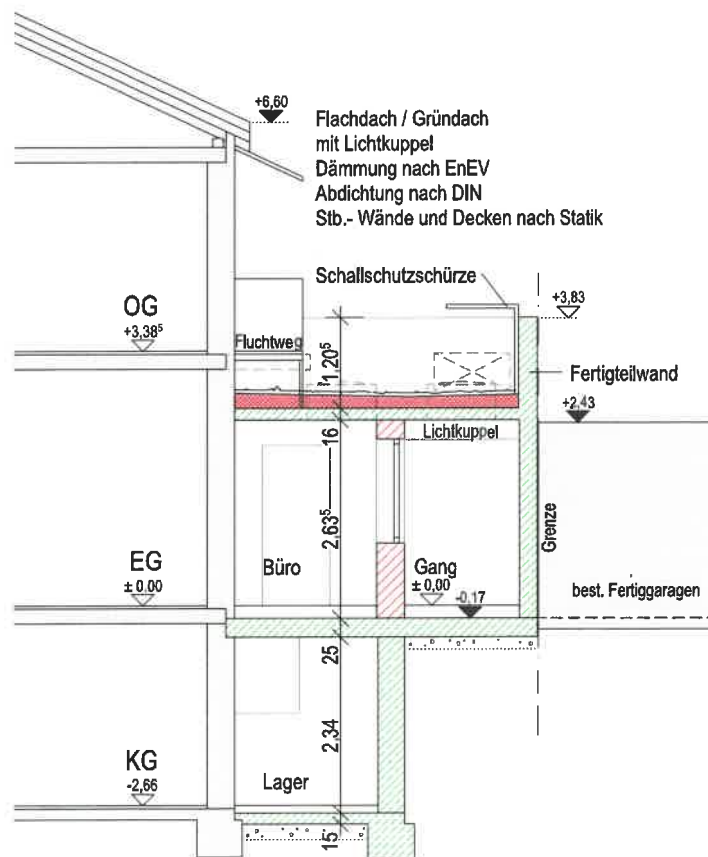 +6,60
Flachdach / Gründach
mit Lichtkuppel
Dämmung nach EnEV
Abdichtung nach DIN
Stb.- Wände und Decken nach Statik
Schallschutzschürze
+3,83
OG
+3,38⁵
Fluchtweg
1,20⁵
Fertigteilwand
+2,43
16
Lichtkuppel
2,63⁵
Grenze
EG
± 0,00
Büro
Gang
± 0,00
-0,17
best. Fertiggaragen
25
2,34
KG
-2,66
Lager
15